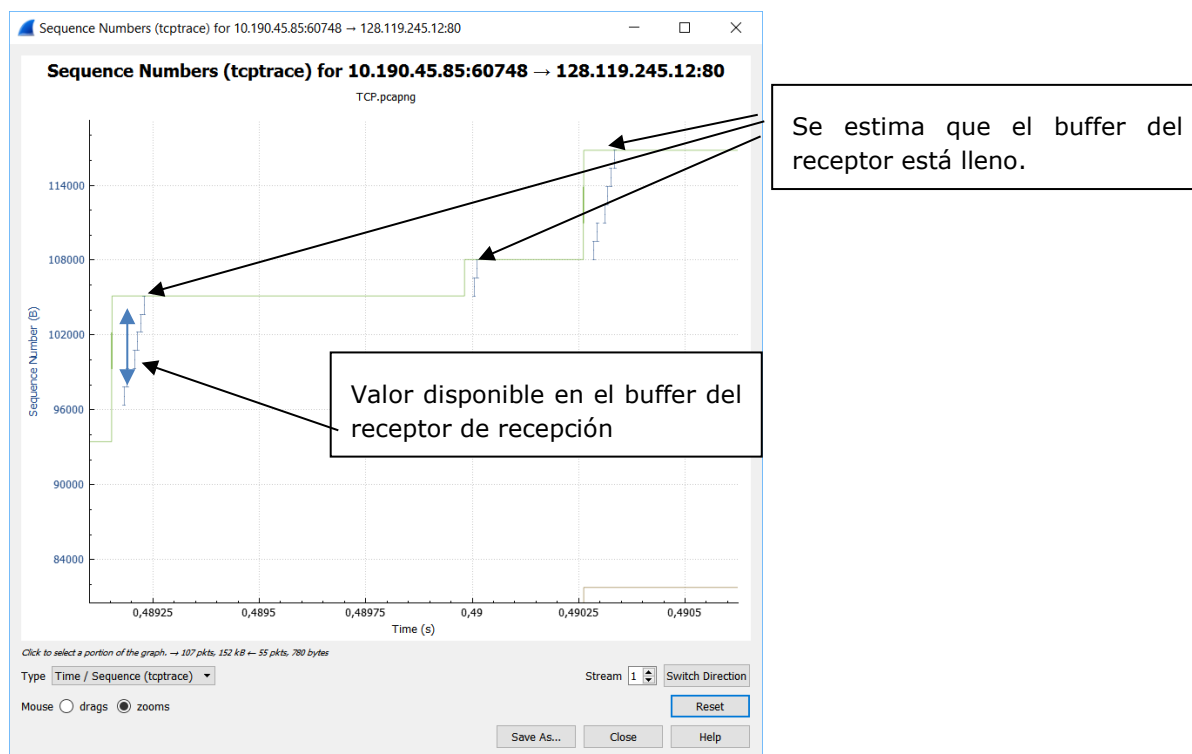 Sequence Numbers (tcptrace) for 10.190.45.85:60748 → 128.119.245.12:80
Sequence Numbers (tcptrace) for 10.190.45.85:60748 → 128.119.245.12:80
TCP.pcapng
Se estima que el buffer del
receptor está lleno.
114000
108000
102000
96000
90000
84000
Sequence Number (B)
Valor disponible en el buffer del
receptor de recepción
0,48925
0,4895
0,48975
0,49
0,49025
0,4905
Time (s)
Click to select a portion of the graph. → 107 pkts, 152 kB ← 55 pkts, 780 bytes
Type Time / Sequence (tcptrace) Stream 1 Switch Direction
Mouse drags zooms Reset
Save As... Close Help